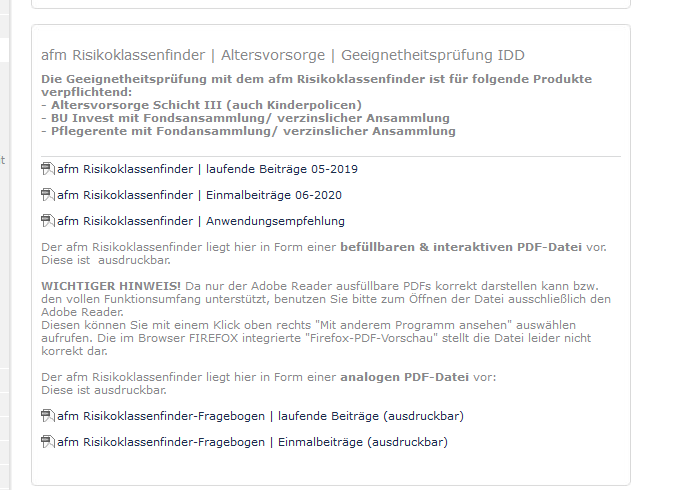 afm Risikoklassenfinder | Altersvorsorge | Geeignetheitsprüfung IDD
Die Geeignetheitsprüfung mit dem afm Risikoklassenfinder ist für folgende Produkte
verpflichtend:
- Altersvorsorge Schicht III (auch Kinderpolicen)
- BU Invest mit Fondsansammlung/ verzinslicher Ansammlung
- Pflegerente mit Fondansammlung/ verzinslicher Ansammlung
afm Risikoklassenfinder | laufende Beiträge 05-2019
afm Risikoklassenfinder | Einmalbeiträge 06-2020
afm Risikoklassenfinder | Anwendungsempfehlung
Der afm Risikoklassenfinder liegt hier in Form einer befüllbaren & interaktiven PDF-Datei vor.
Diese ist  ausdruckbar.
WICHTIGER HINWEIS! Da nur der Adobe Reader ausfüllbare PDFs korrekt darstellen kann bzw.
den vollen Funktionsumfang unterstützt, benutzen Sie bitte zum Öffnen der Datei ausschließlich den
Adobe Reader.
Diesen können Sie mit einem Klick oben rechts "Mit anderem Programm ansehen" auswählen
aufrufen. Die im Browser FIREFOX integrierte "Firefox-PDF-Vorschau" stellt die Datei leider nicht
korrekt dar.
Der afm Risikoklassenfinder liegt hier in Form einer analogen PDF-Datei vor:
Diese ist ausdruckbar.
afm Risikoklassenfinder-Fragebogen | laufende Beiträge (ausdruckbar)
afm Risikoklassenfinder-Fragebogen | Einmalbeiträge (ausdruckbar)